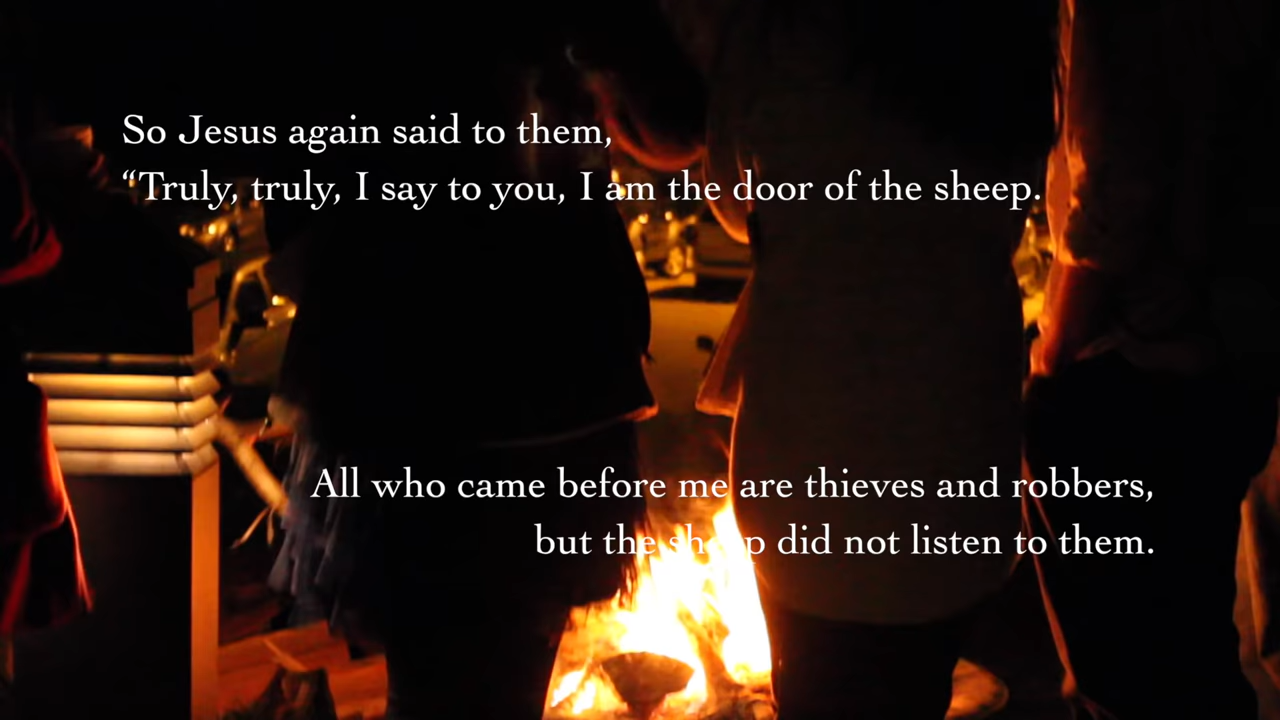 So Jesus again said to them,
“Truly, truly, I say to you, I am the door of the sheep.
All who came before me are thieves and robbers,
but the sheep did not listen to them.